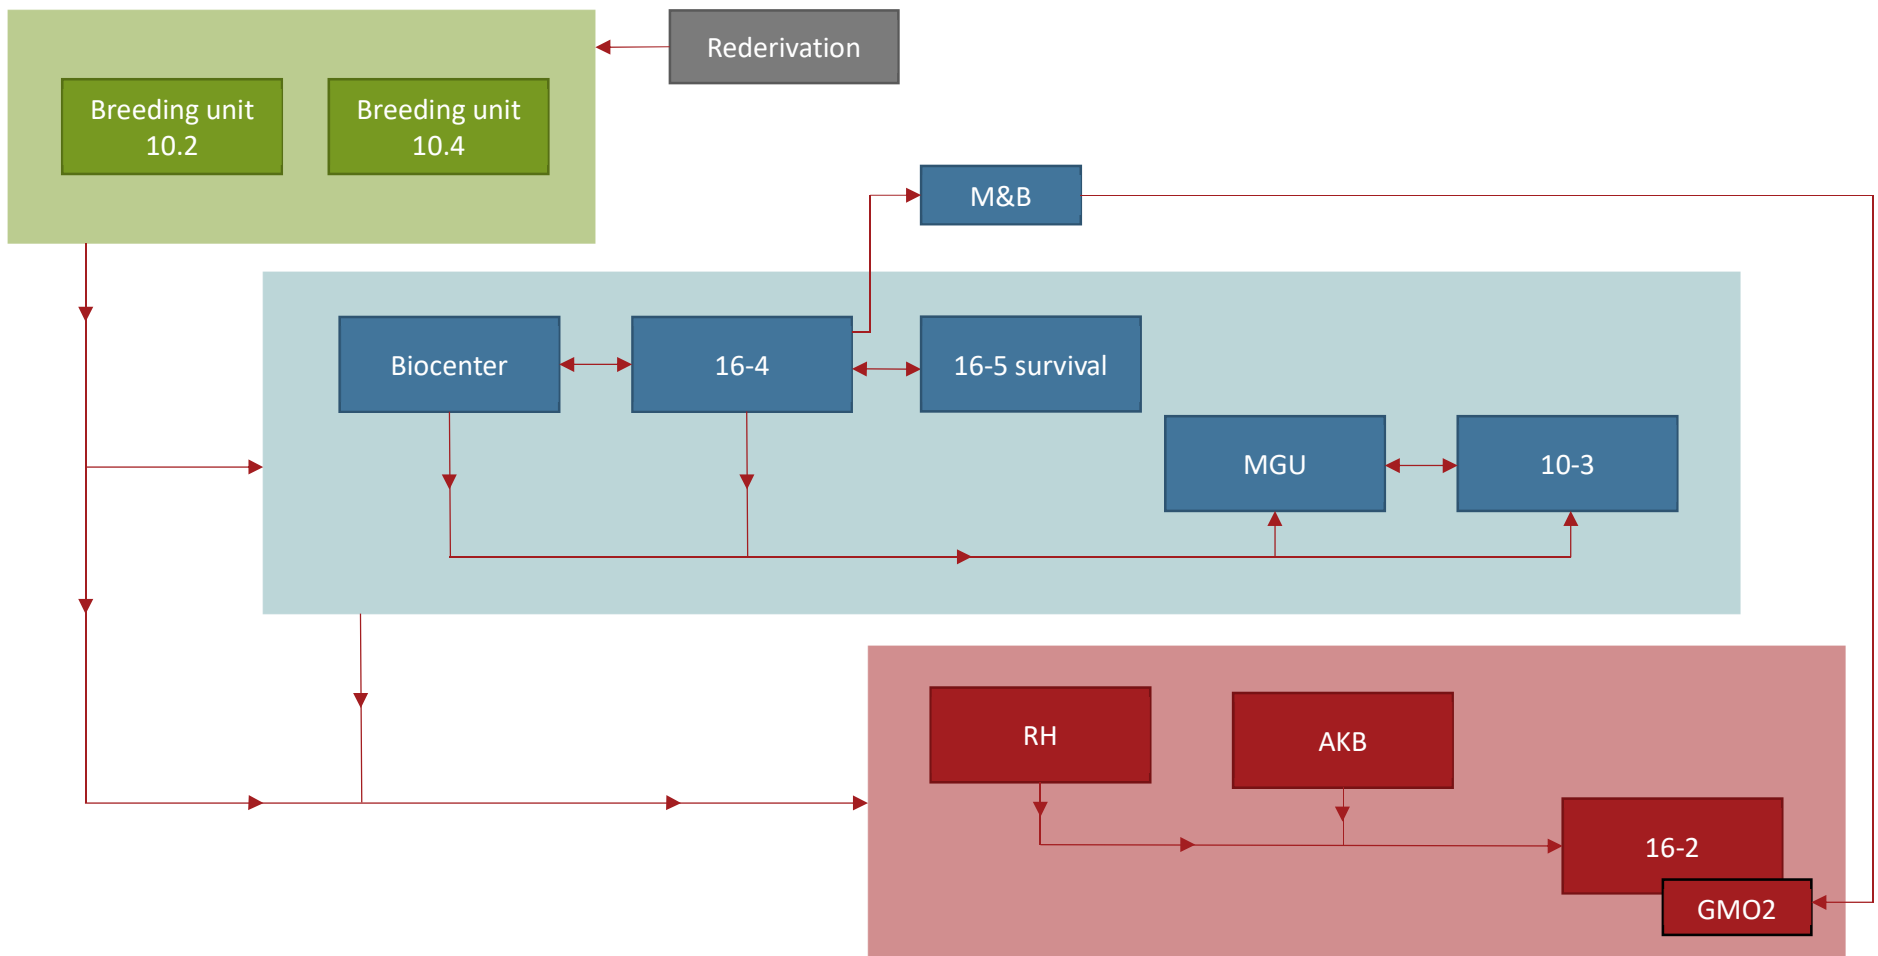 Rederivation
Breeding unit
10.2
Breeding unit
10.4
M&B
Biocenter
16-4
16-5 survival
MGU
10-3
RH
AKB
16-2
GMO2